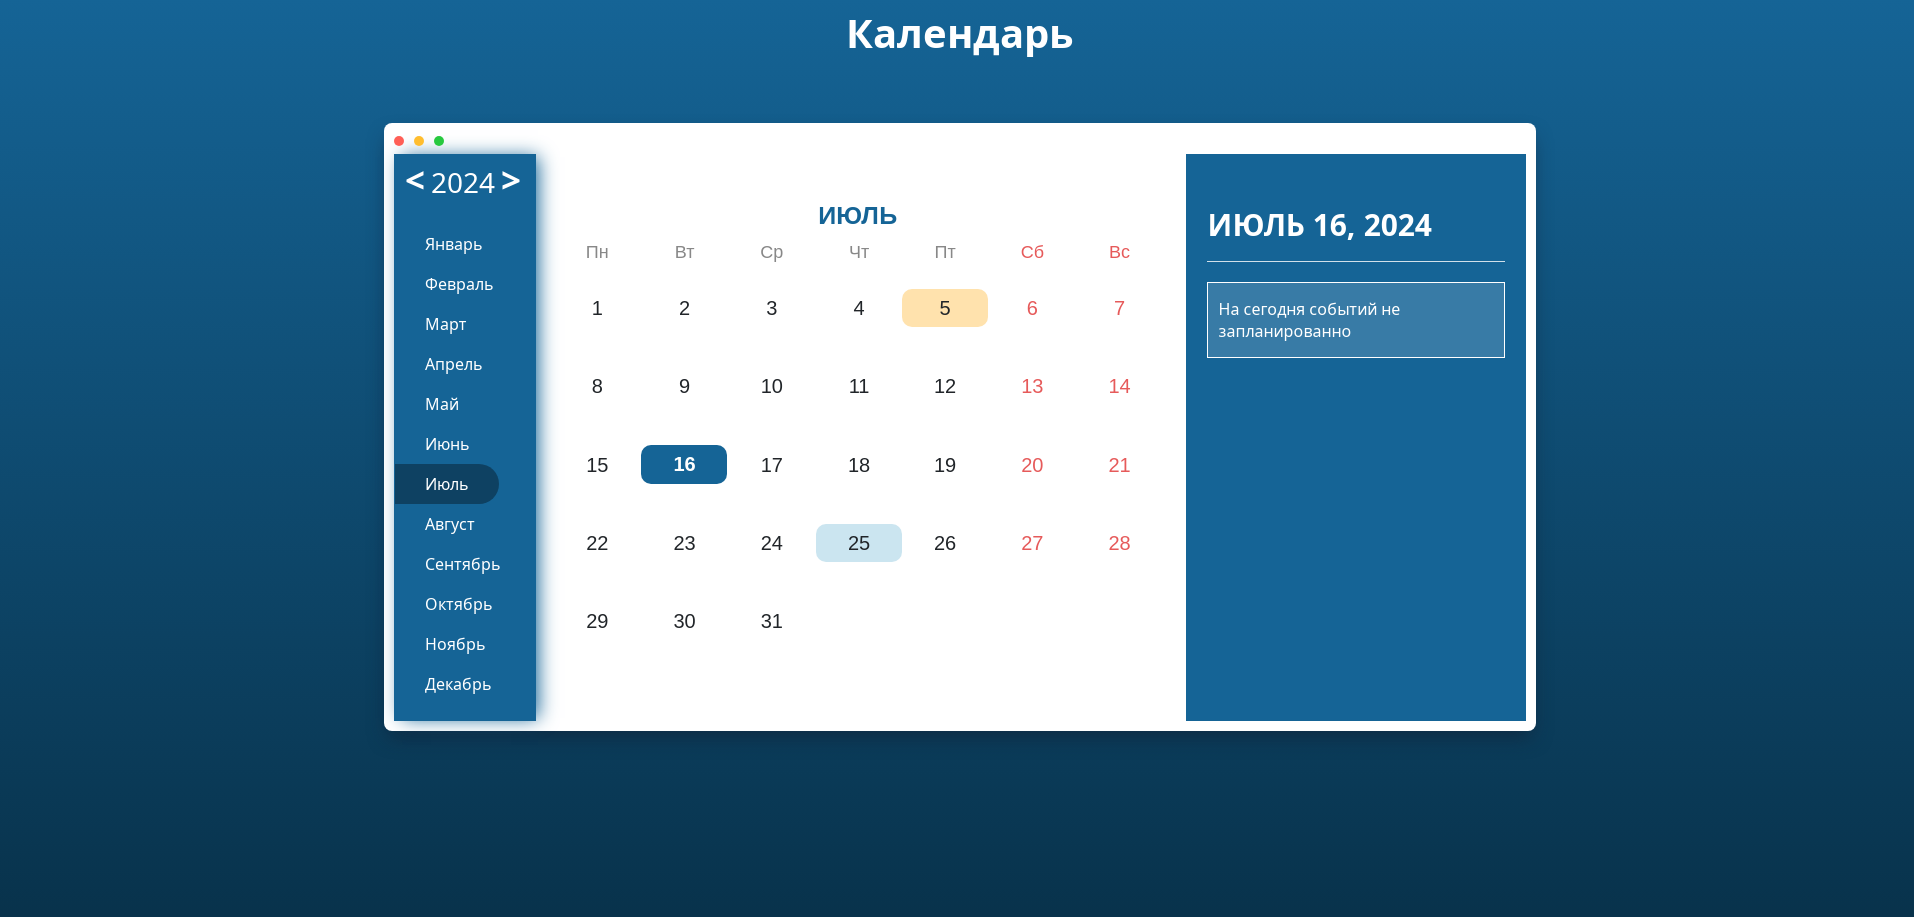 Календарь
< 2024 >
Январь
Февраль
Март
Апрель
Май
Июнь
Июль
Август
Сентябрь
Октябрь
Ноябрь
Декабрь
ИЮЛЬ
Пн Вт Ср Чт Пт Сб Вс
1 2 3 4 5 6 7
8 9 10 11 12 13 14
15 16 17 18 19 20 21
22 23 24 25 26 27 28
29 30 31
ИЮЛЬ 16, 2024
На сегодня событий не
запланированно